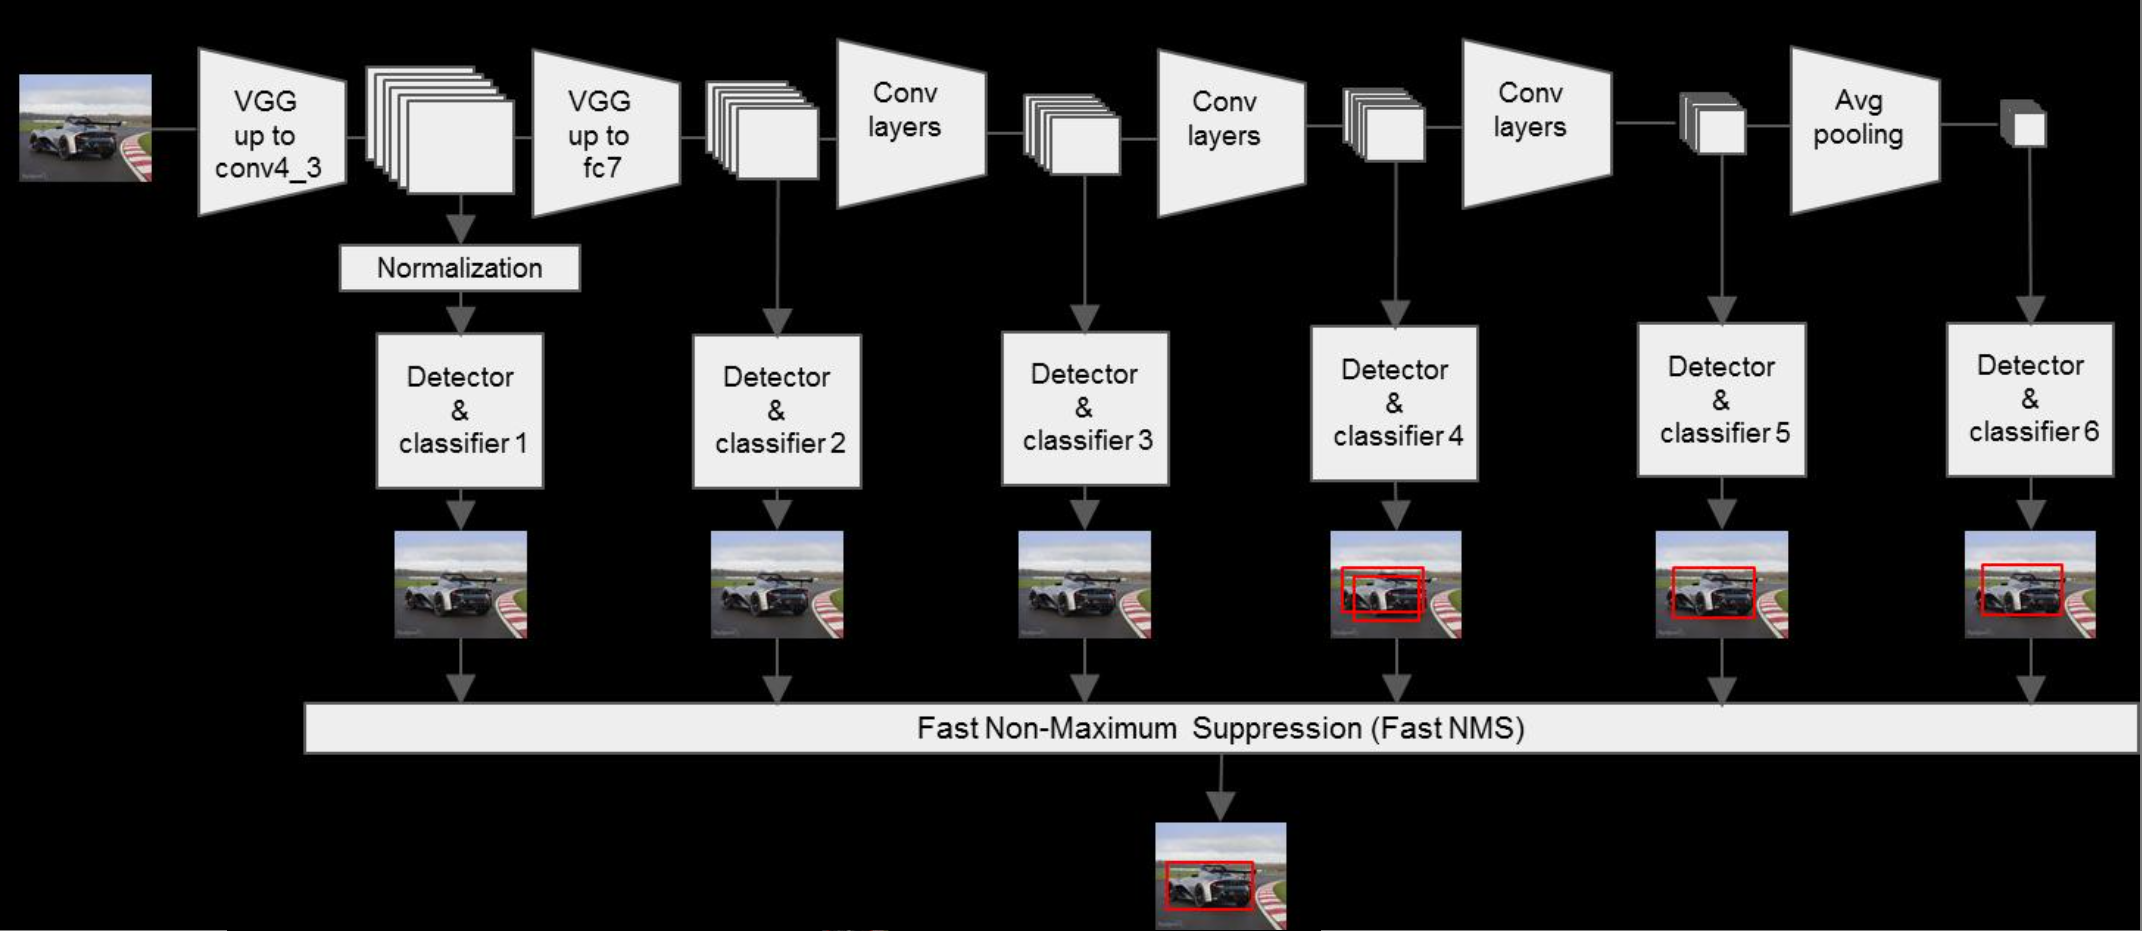 VGG
up to
conv4_3
VGG
up to
fc7
Conv
layers
Conv
layers
Conv
layers
Avg
pooling
Normalization
Detector
&
classifier 1
Detector
&
classifier 2
Detector
&
classifier 3
Detector
&
classifier 4
Detector
&
classifier 5
Detector
&
classifier 6
Fast Non-Maximum Suppression (Fast NMS)